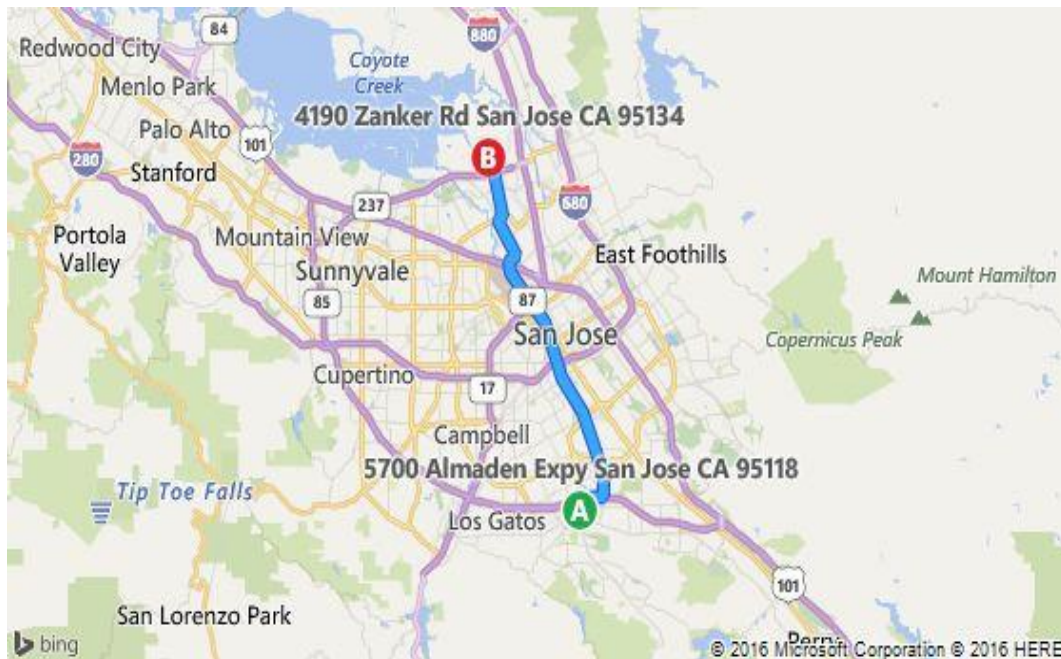 84
880
Redwood City
Coyote
Creek
Menlo Park
4190 Zanker Rd San Jose CA 95134
Palo Alto
101
280
B
Stanford
680
237
Portola
Valley
Mountain View
East Foothills
Sunnyvale
Mount Hamilton
85
87
San Jose
Copernicus Peak
Cupertino
17
Campbell
5700 Almaden Expy San Jose CA 95118
Tip Toe Falls
A
Los Gatos
101
San Lorenzo Park
bing
Perry
© 2016 Microsoft Corporation © 2016 HERE